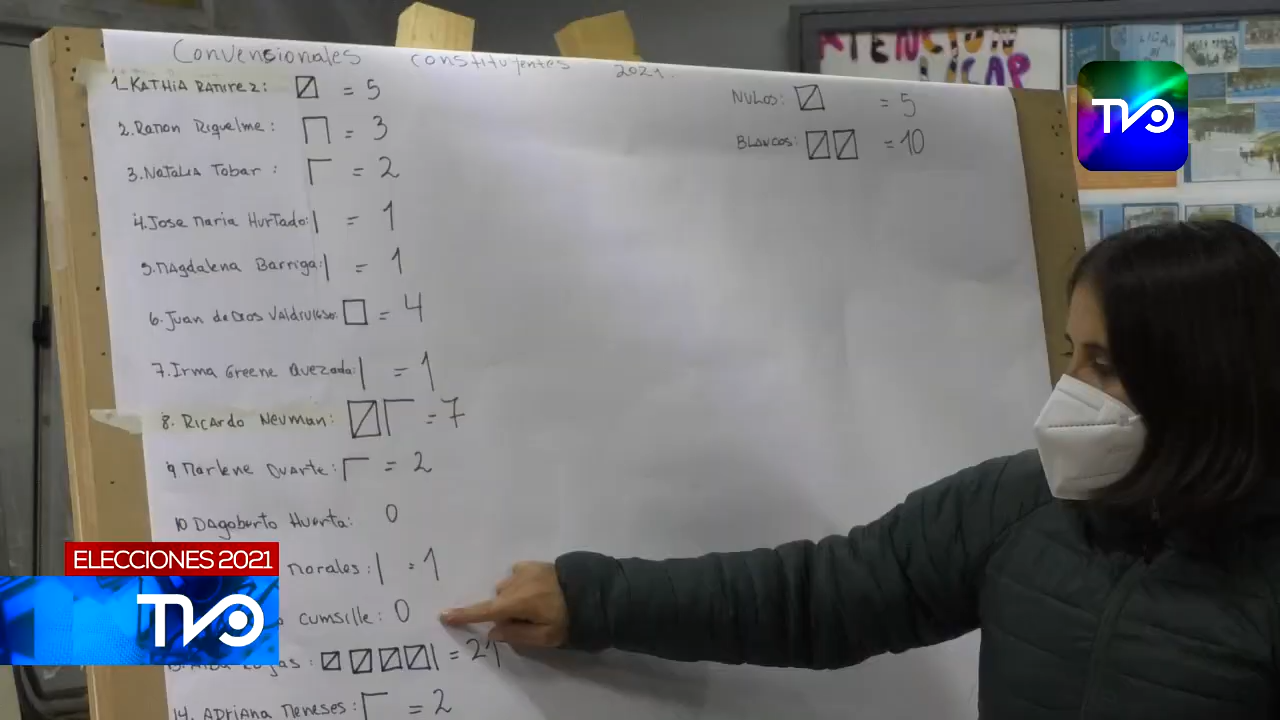 ATENCION
LICAP
Convencionales constituyentes 2021.
1. KATHIA RAMIREZ: = 5
2. Ramon Riquelme: = 3
3. Natalia Tobar: = 2
4. Jose Maria Hurtado: = 1
5. Magdalena Barriga: = 1
6. Juan de Dios Valdivieso: = 4
7. Irma Greene Quezada: = 1
8. Ricardo Neuman: = 7
9 Marlene Duarte: = 2
10 Dagoberto Huerta: 0
Morales: = 1
Cumsille: 0
= 21
14. Adriana Meneses: = 2
NULOS: = 5
BLANCOS: = 10
TVO
ELECCIONES 2021
TVO